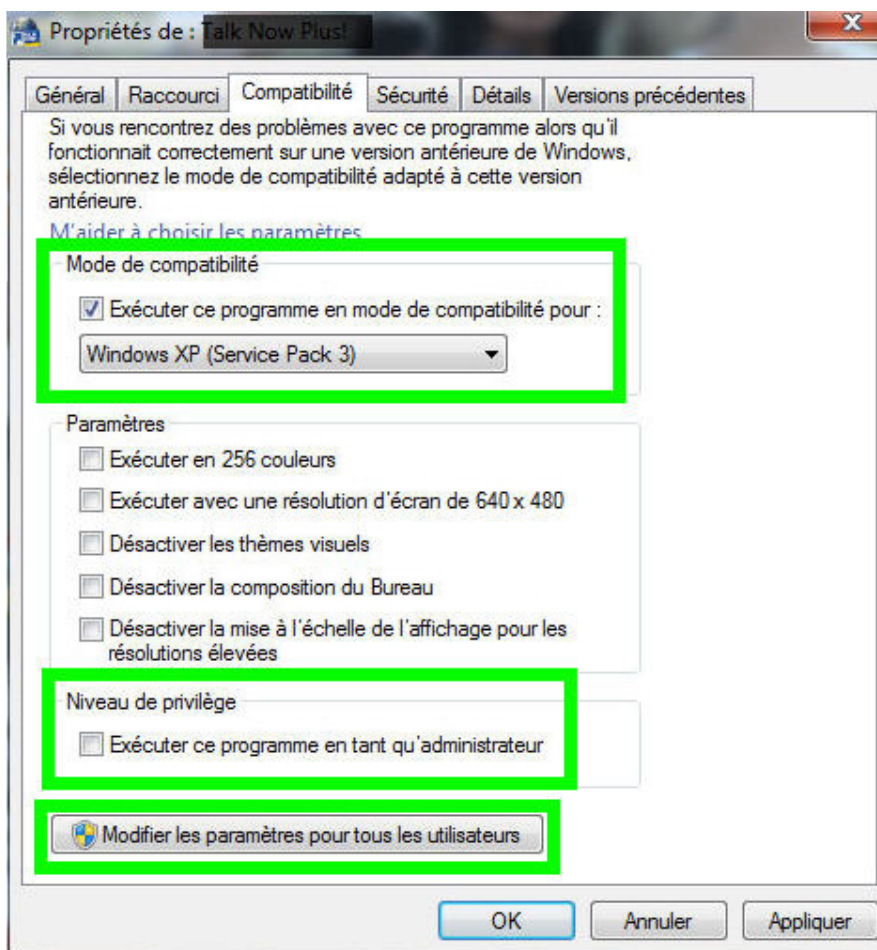 Propriétés de : Talk Now Plus!
X
Général Raccourci Compatibilité Sécurité Détails Versions précédentes
Si vous rencontrez des problèmes avec ce programme alors qu'il
fonctionnait correctement sur une version antérieure de Windows,
sélectionnez le mode de compatibilité adapté à cette version
antérieure.
M'aider à choisir les paramètres
Mode de compatibilité
Exécuter ce programme en mode de compatibilité pour :
Windows XP (Service Pack 3)
Paramètres
Exécuter en 256 couleurs
Exécuter avec une résolution d'écran de 640 x 480
Désactiver les thèmes visuels
Désactiver la composition du Bureau
Désactiver la mise à l'échelle de l'affichage pour les
résolutions élevées
Niveau de privilège
Exécuter ce programme en tant qu'administrateur
Modifier les paramètres pour tous les utilisateurs
OK Annuler Appliquer